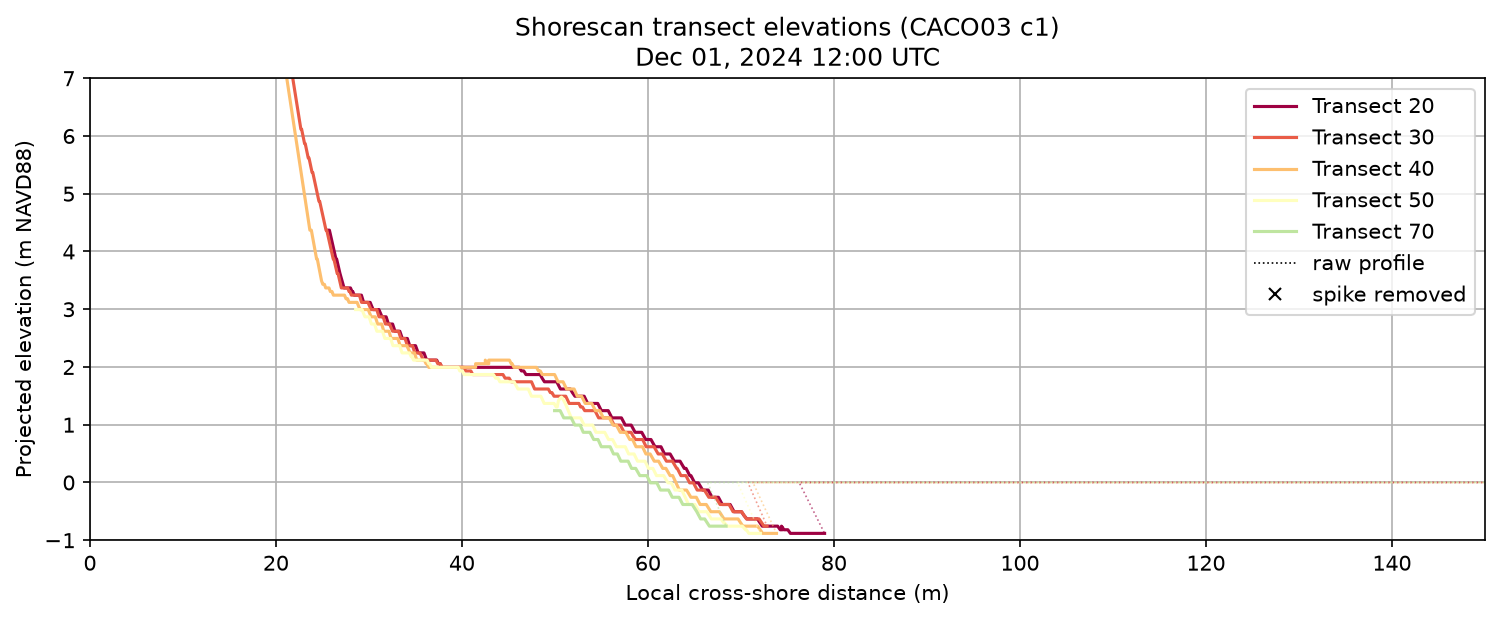 Shorescan transect elevations (CACO03 c1)
Dec 01, 2024 12:00 UTC
Projected elevation (m NAVD88)
7
6
5
4
3
2
1
0
−1
0 20 40 60 80 100 120 140
Local cross-shore distance (m)
Transect 20
Transect 30
Transect 40
Transect 50
Transect 70
raw profile
spike removed